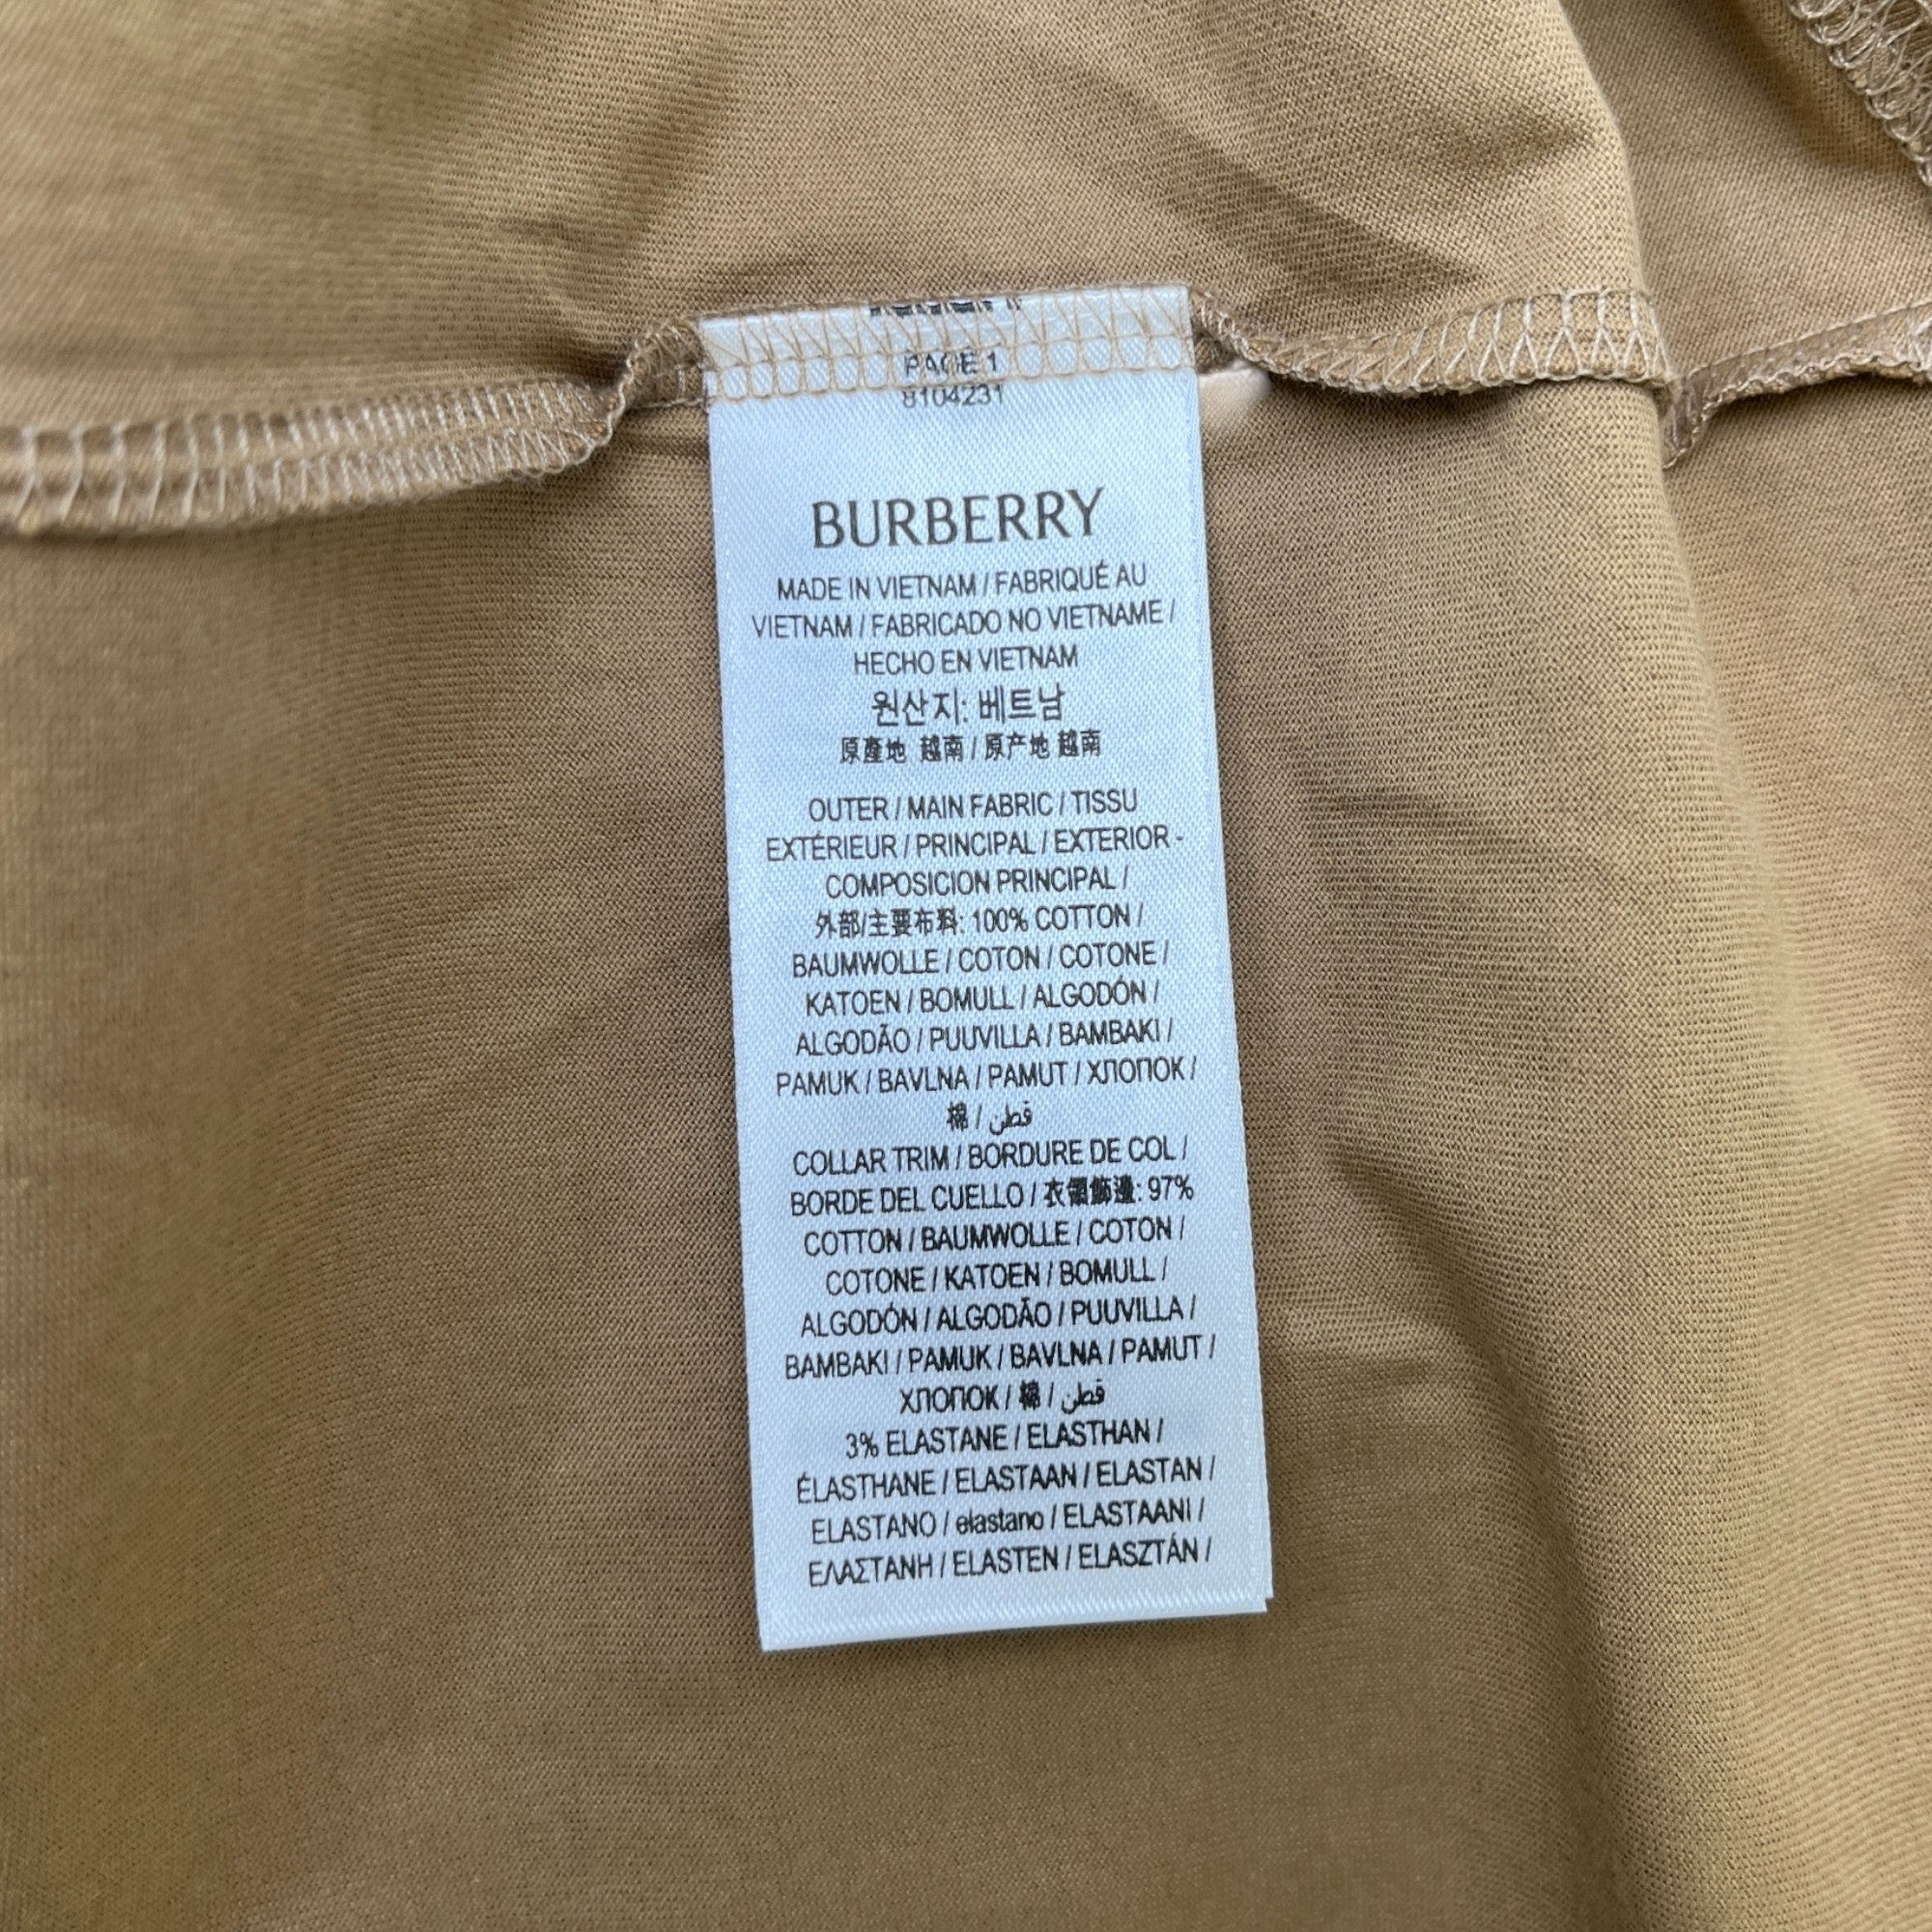 PAGE 1
8104231
BURBERRY
MADE IN VIETNAM / FABRIQUÉ AU
VIETNAM / FABRICADO NO VIETNAME /
HECHO EN VIETNAM
원산지: 베트남
原產地 越南 / 原产地 越南
OUTER / MAIN FABRIC / TISSU
EXTÉRIEUR / PRINCIPAL / EXTERIOR -
COMPOSICION PRINCIPAL /
外部/主要布料: 100% COTTON /
BAUMWOLLE / COTON / COTONE /
KATOEN / BOMULL / ALGODÓN /
ALGODÃO / PUUVILLA / BAMBAKI /
PAMUK / BAVLNA / PAMUT / ХЛОПОК /
棉 / قطن
COLLAR TRIM / BORDURE DE COL /
BORDE DEL CUELLO / 衣領飾邊: 97%
COTTON / BAUMWOLLE / COTON /
COTONE / KATOEN / BOMULL /
ALGODÓN / ALGODÃO / PUUVILLA /
BAMBAKI / PAMUK / BAVLNA / PAMUT /
ХЛОПОК / 棉 / قطن
3% ELASTANE / ELASTHAN /
ÉLASTHANE / ELASTAAN / ELASTAN /
ELASTANO / elastano / ELASTAANI /
ΕΛΑΣΤΑΝΗ / ELASTEN / ELASZTÁN /